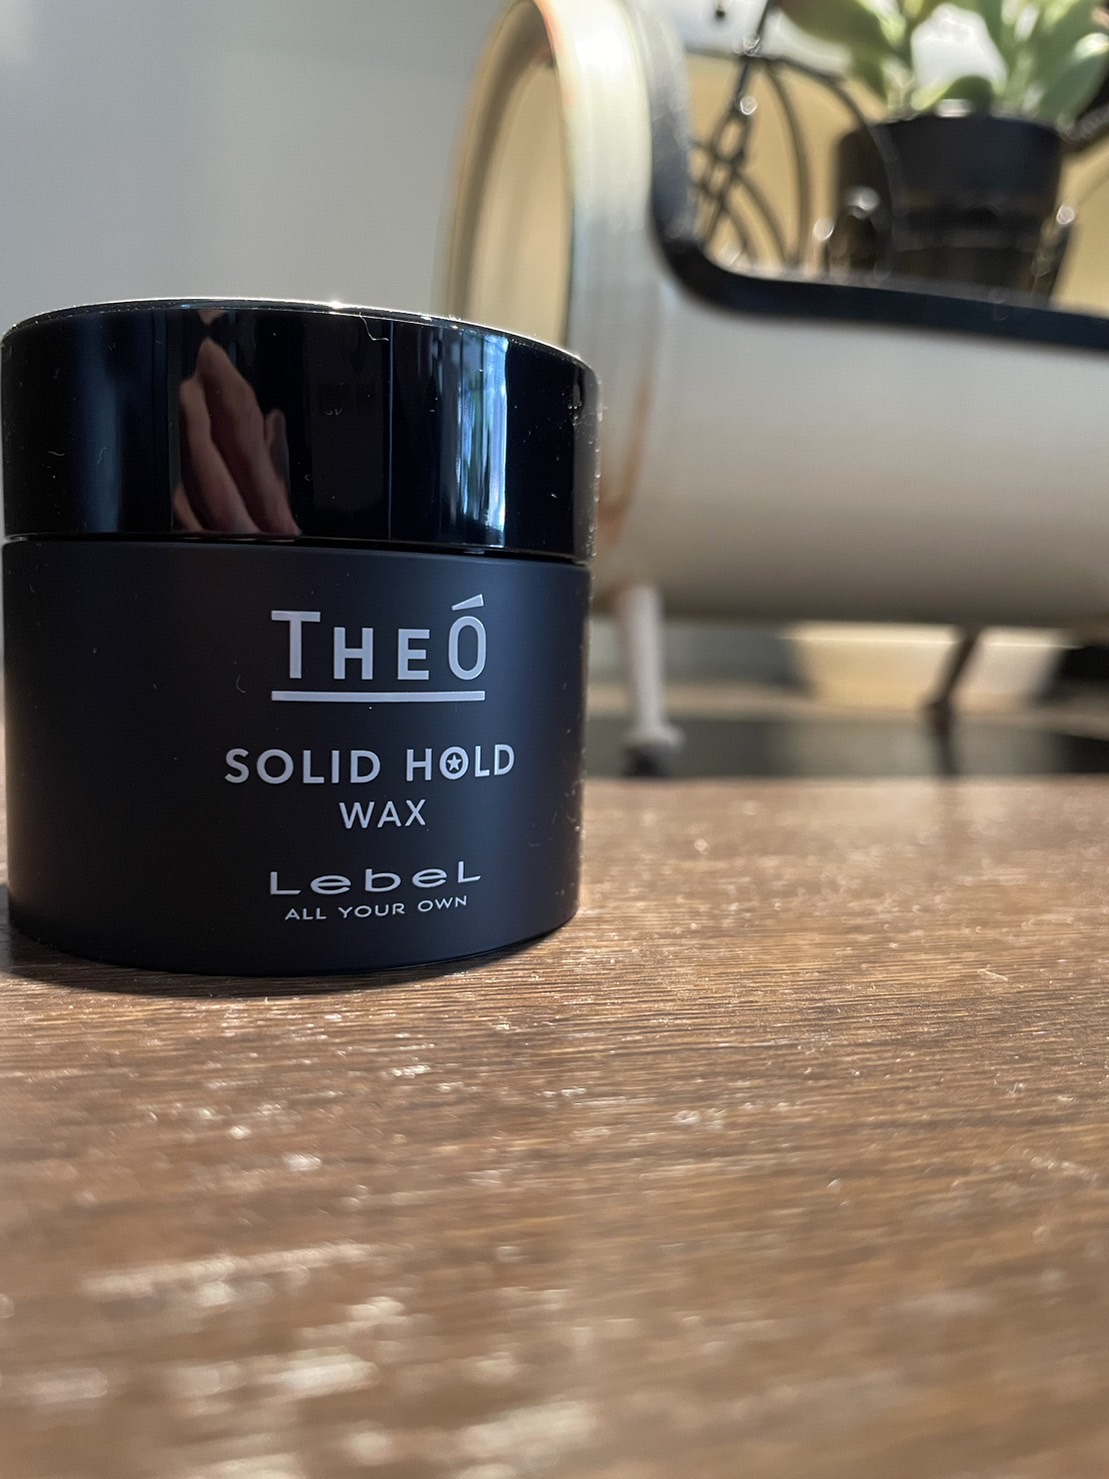 THEÓ
SOLID HOLD
WAX
LebeL
ALL YOUR OWN